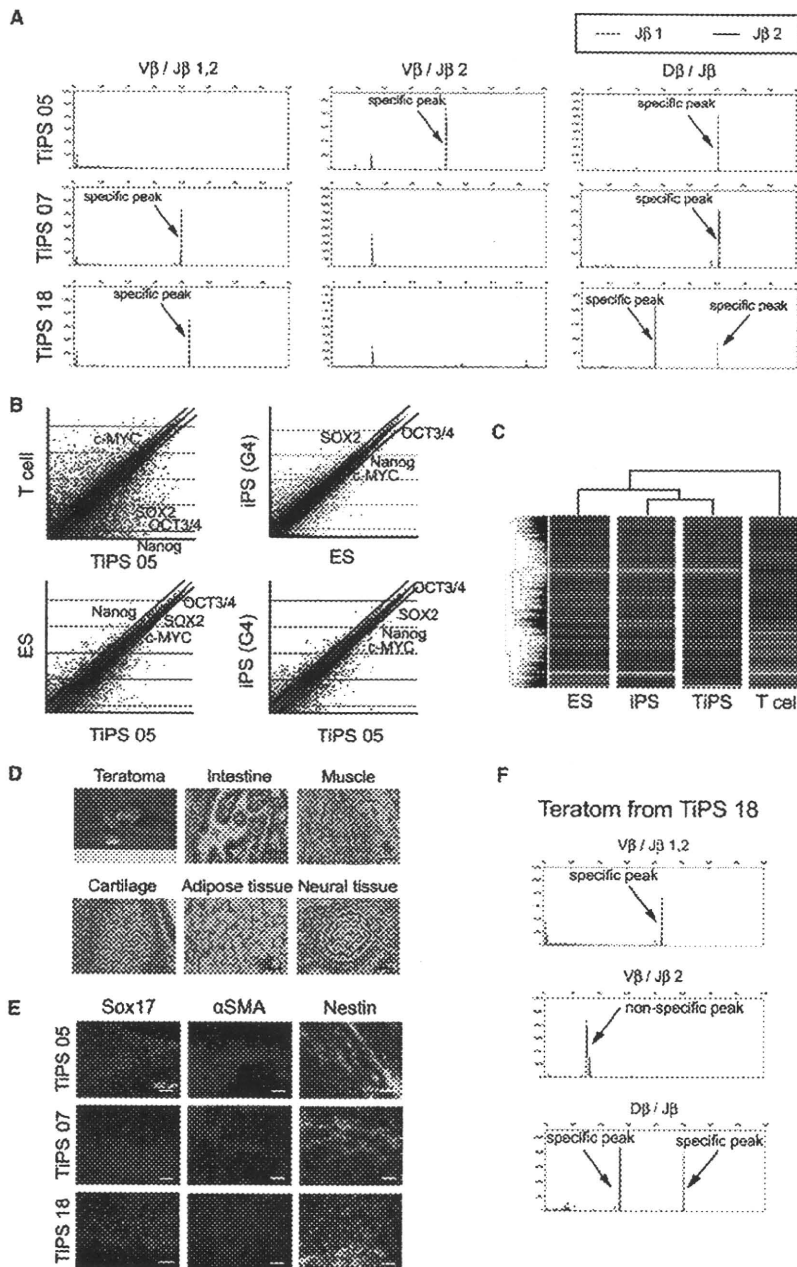 A
Jβ 1 Jβ 2
Vβ / Jβ 1,2 Vβ / Jβ 2 Dβ / Jβ
TiPS 05
specific peak
specific peak
TiPS 07
specific peak
specific peak
TiPS 18
specific peak
specific peak
specific peak
B
T cell
c-MYC
SOX2
OCT3/4
Nanog
TiPS 05
iPS (G4)
SOX2
OCT3/4
Nanog
c-MYC
ES
ES
Nanog
OCT3/4
SOX2
c-MYC
TiPS 05
iPS (G4)
OCT3/4
SOX2
Nanog
c-MYC
TiPS 05
C
ES iPS TiPS T cell
D
Teratoma Intestine Muscle
Cartilage Adipose tissue Neural tissue
E
Sox17 αSMA Nestin
TiPS 05
TiPS 07
TiPS 18
F
Teratom from TiPS 18
Vβ / Jβ 1,2
specific peak
Vβ / Jβ 2
non-specific peak
Dβ / Jβ
specific peak specific peak